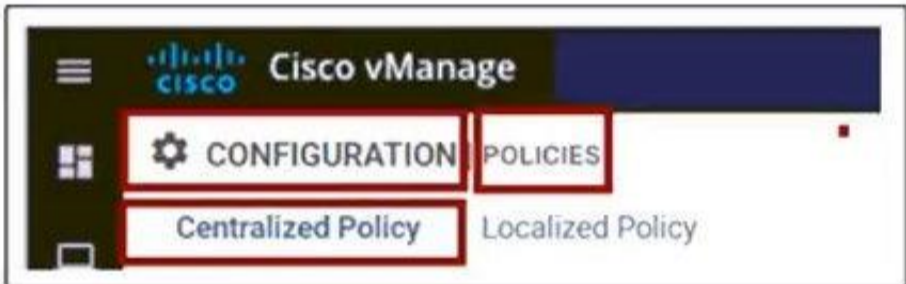 CISCO Cisco vManage
CONFIGURATION | POLICIES
Centralized Policy Localized Policy